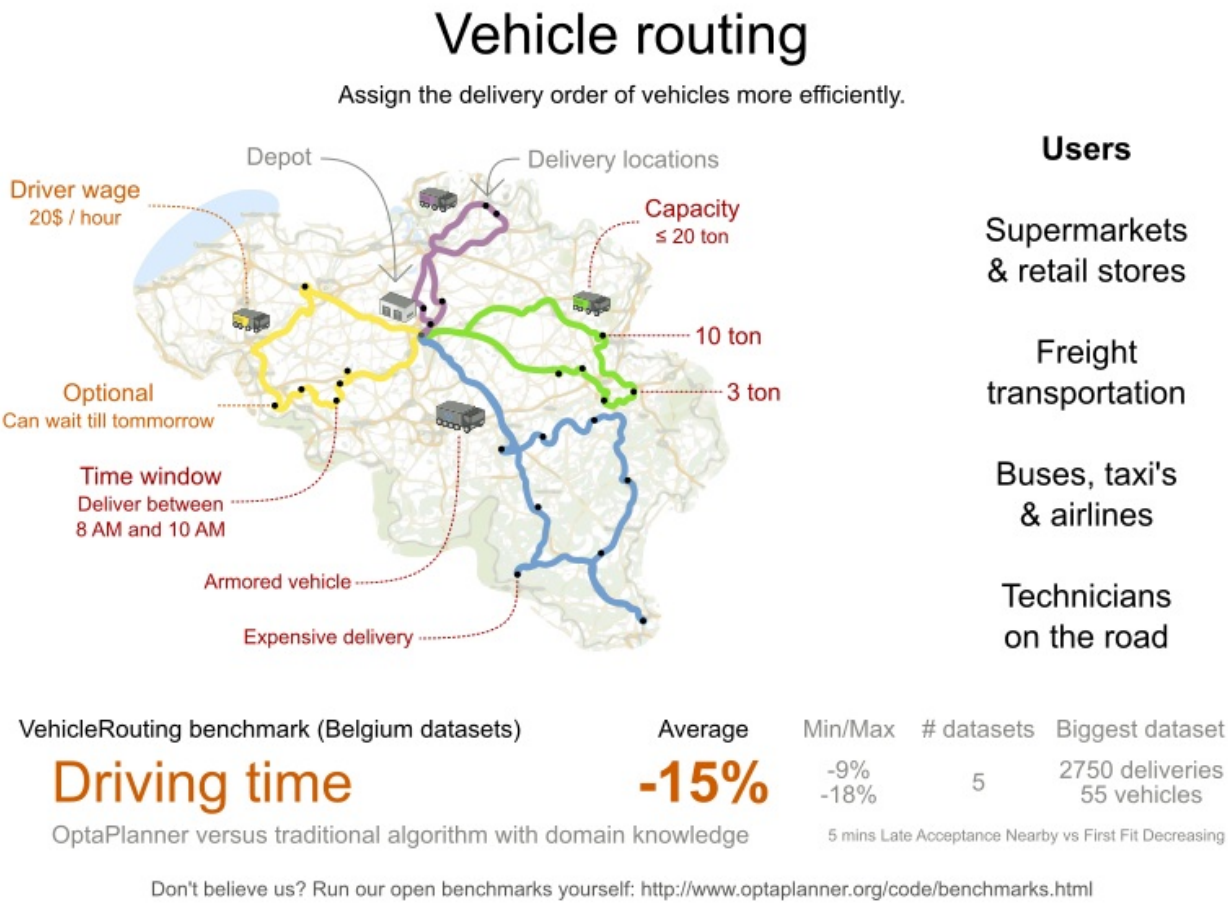 Vehicle routing
Assign the delivery order of vehicles more efficiently.
Depot
Delivery locations
Driver wage
20$ / hour
Capacity
≤ 20 ton
10 ton
3 ton
Optional
Can wait till tommorrow
Time window
Deliver between
8 AM and 10 AM
Armored vehicle
Expensive delivery
Users
Supermarkets
& retail stores
Freight
transportation
Buses, taxi's
& airlines
Technicians
on the road
VehicleRouting benchmark (Belgium datasets)
Average
Min/Max
# datasets
Biggest dataset
Driving time
-15%
-9%
-18%
5
2750 deliveries
55 vehicles
OptaPlanner versus traditional algorithm with domain knowledge
5 mins Late Acceptance Nearby vs First Fit Decreasing
Don't believe us? Run our open benchmarks yourself: http://www.optaplanner.org/code/benchmarks.html